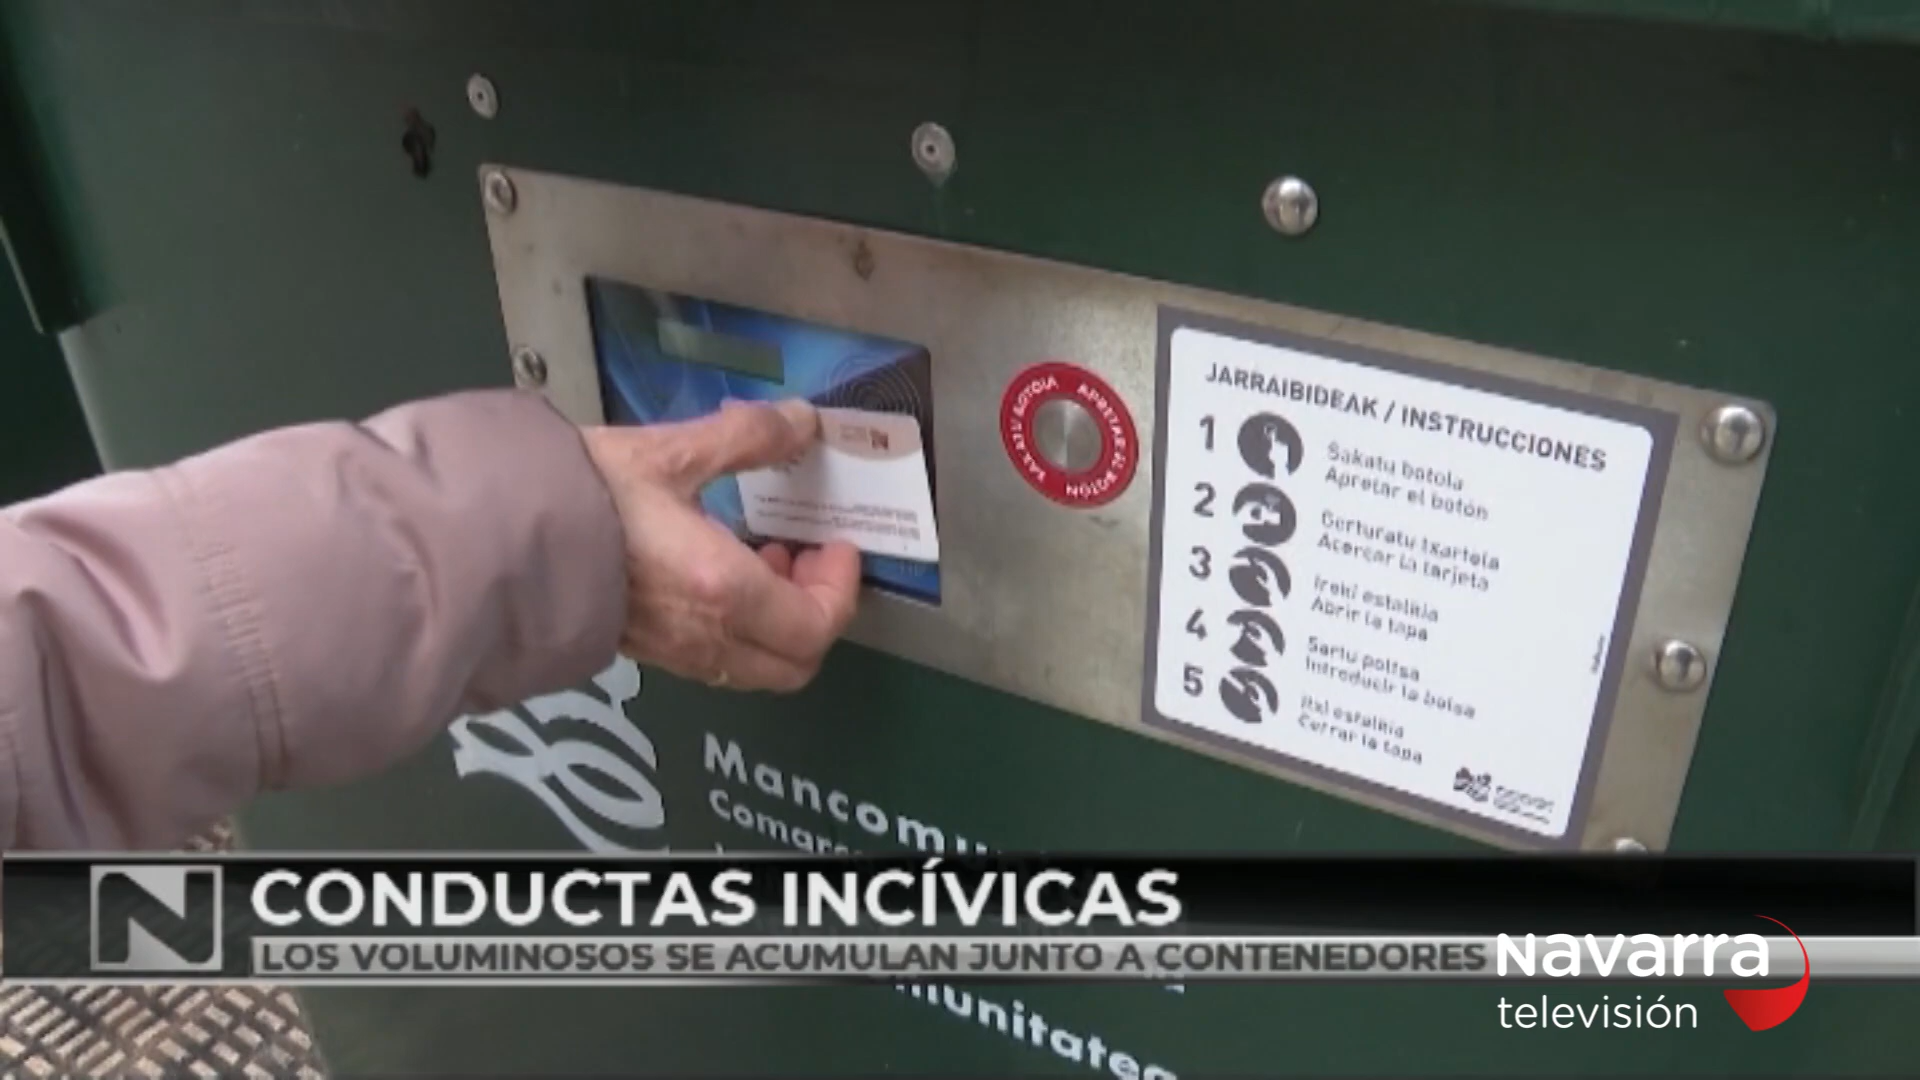 JARRAIBIDEAK / INSTRUCCIONES
1 Sakatu botoia
Apretar el botón
2 Gerturatu txartela
Acercar la tarjeta
3 Ireki estalkia
Abrir la tapa
4 Sartu poltsa
Introducir la bolsa
5 Itxi estalkia
Cerrar la tapa
SAKATU BOTOIA APRETAR EL BOTÓN
Mancomuni
Comarc
N CONDUCTAS INCÍVICAS
LOS VOLUMINOSOS SE ACUMULAN JUNTO A CONTENEDORES
Navarra
televisión
munitateg